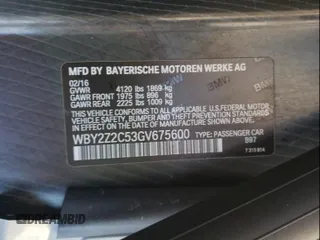 MFD BY BAYERISCHE MOTOREN WERKE AG
02/16
GVWR 4120 lbs 1869 kg
GAWR FRONT 1975 lbs 896 kg
GAWR REAR 2225 lbs 1009 kg
THIS VEHICLE CONFORMS TO ALL APPLICABLE FEDERAL MOTOR
VEHICLE SAFETY, BUMPER AND THEFT PREVENTION STANDARDS
IN EFFECT ON THE DATE OF MANUFACTURE SHOWN ABOVE.
WBY2Z2C53GV675600 TYPE: PASSENGER CAR
B97
BMW
DREAMBID